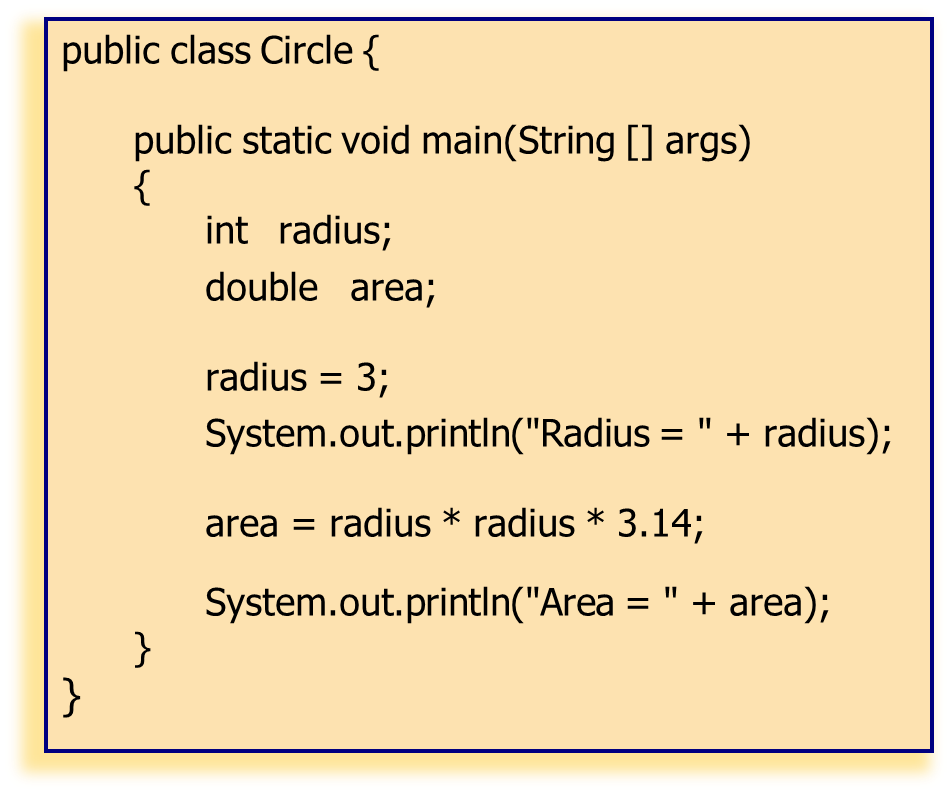 public class Circle {
public static void main(String [] args)
{
int radius;
double area;
radius = 3;
System.out.println("Radius = " + radius);
area = radius * radius * 3.14;
System.out.println("Area = " + area);
}
}